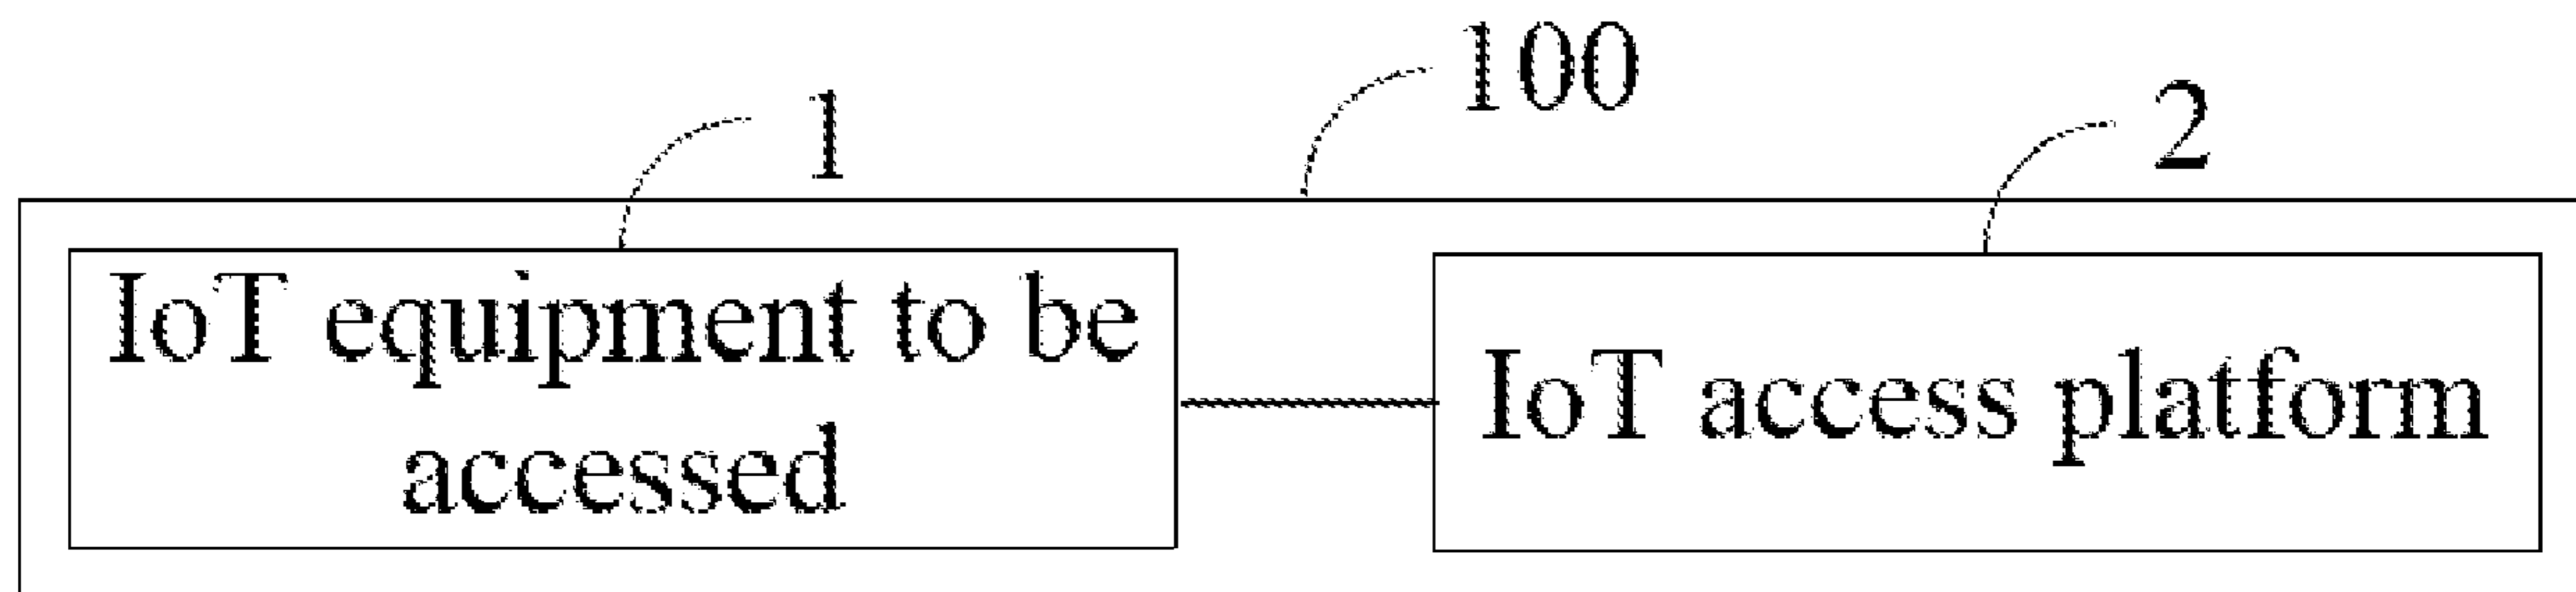 100
1
2
IoT equipment to be
accessed
IoT access platform